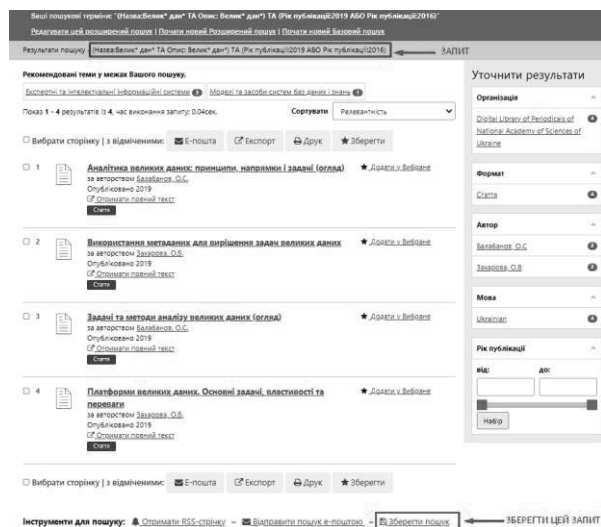 Ваші пошукові терміни: "(Назва:Велик* дан* ТА Опис: Велик* дан*) ТА (Рік публікації:2019 АБО Рік публікації:2016)"
Редагувати цей розширений пошук | Почати новий Розширений пошук | Почати новий Базовий пошук
Результати пошуку - (Назва:Велик* дан* ТА Опис: Велик* дан*) ТА (Рік публікації:2019 АБО Рік публікації:2016) ЗАПИТ
Рекомендовані теми у межах Вашого пошуку.
Експертні та інтелектуальні інформаційні системи Моделі та засоби систем баз даних і знань
Показ 1 - 4 результатів із 4, час виконання запиту: 0.04сек. Сортувати Релевантність
Вибрати сторінку | з відміченими: Е-пошта Експорт Друк Зберегти
1 Аналітика великих даних: принципи, напрямки і задачі (огляд) Додати у Вибране
за авторством Балабанов, О.С.
Опубліковано 2019
Отримати повний текст
Стаття
2 Використання метаданих для вирішення задач великих даних Додати у Вибране
за авторством Захарова, О.В.
Опубліковано 2019
Отримати повний текст
Стаття
3 Задачі та методи аналізу великих даних (огляд) Додати у Вибране
за авторством Балабанов, О.С.
Опубліковано 2019
Отримати повний текст
Стаття
4 Платформи великих даних. Основні задачі, властивості та Додати у Вибране
переваги
за авторством Захарова, О.В.
Опубліковано 2019
Отримати повний текст
Стаття
Вибрати сторінку | з відміченими: Е-пошта Експорт Друк Зберегти
Інструменти для пошуку: Отримати RSS-стрічку – Відправити пошук е-поштою – Зберегти пошук ЗБЕРЕГТИ ЦЕЙ ЗАПИТ
Уточнити результати
Організація
Digital Library of Periodicals of
National Academy of Sciences of
Ukraine
Формат
Стаття
Автор
Балабанов, О.С
Захарова, О.В
Мова
Ukrainian
Рік публікації
від: до:
Набір